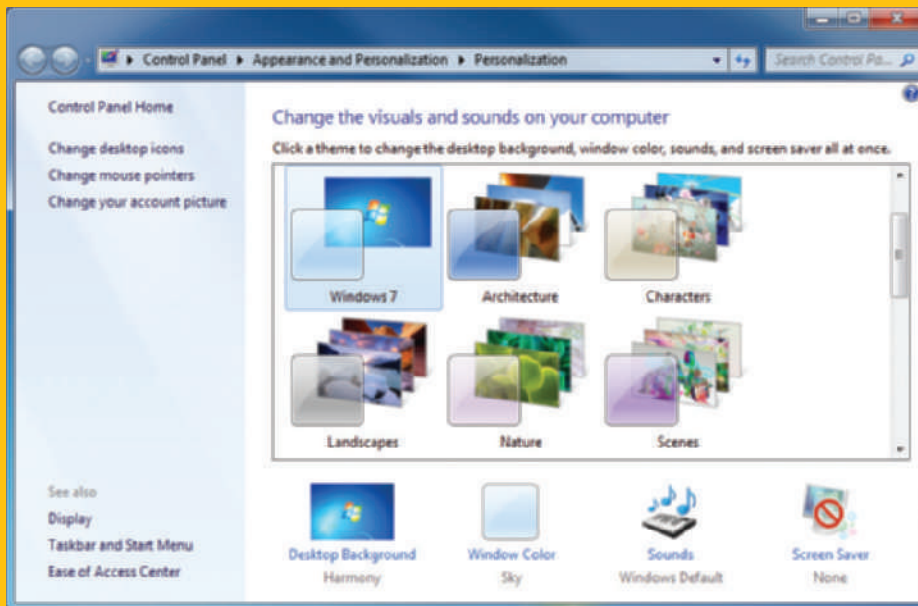 Control Panel ▸ Appearance and Personalization ▸ Personalization
Search Control Pa...
Control Panel Home
Change desktop icons
Change mouse pointers
Change your account picture
Change the visuals and sounds on your computer
Click a theme to change the desktop background, window color, sounds, and screen saver all at once.
Windows 7
Architecture
Characters
Landscapes
Nature
Scenes
See also
Display
Taskbar and Start Menu
Ease of Access Center
Desktop Background
Harmony
Window Color
Sky
Sounds
Windows Default
Screen Saver
None